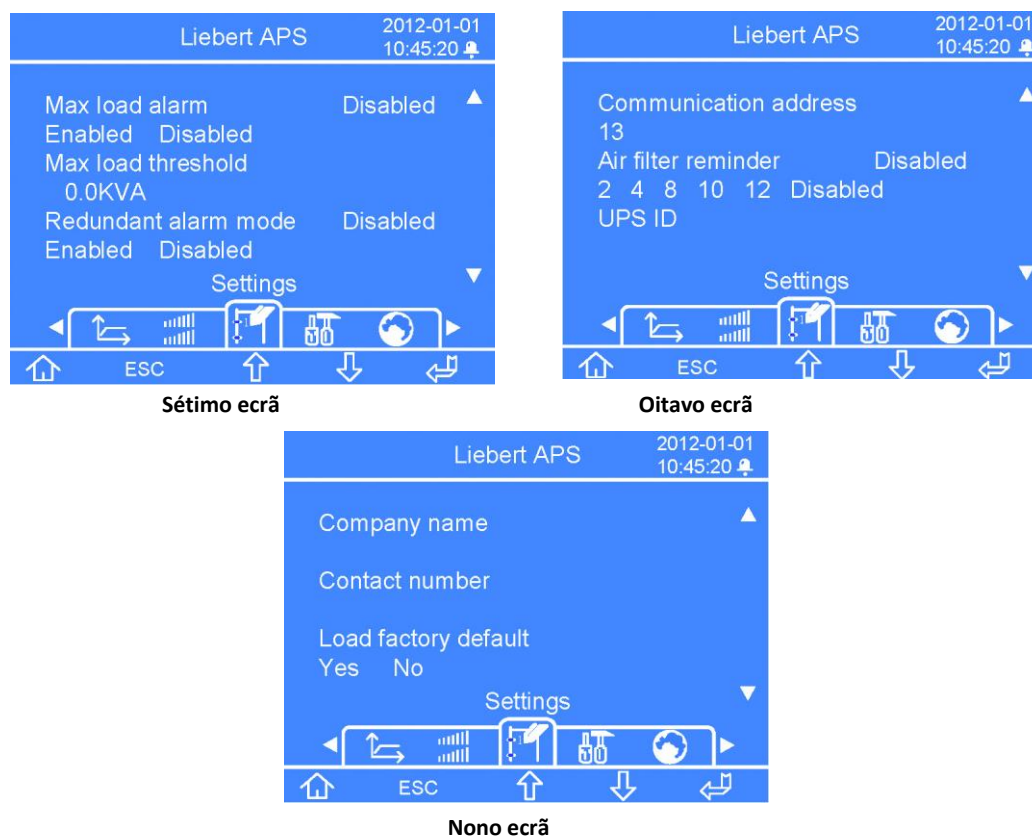 Liebert APS
2012-01-01
10:45:20
Max load alarm Disabled
Enabled Disabled
Max load threshold
0.0KVA
Redundant alarm mode Disabled
Enabled Disabled
Settings
ESC
Sétimo ecrã
Liebert APS
2012-01-01
10:45:20
Communication address
13
Air filter reminder Disabled
2 4 8 10 12 Disabled
UPS ID
Settings
ESC
Oitavo ecrã
Liebert APS
2012-01-01
10:45:20
Company name
Contact number
Load factory default
Yes No
Settings
ESC
Nono ecrã